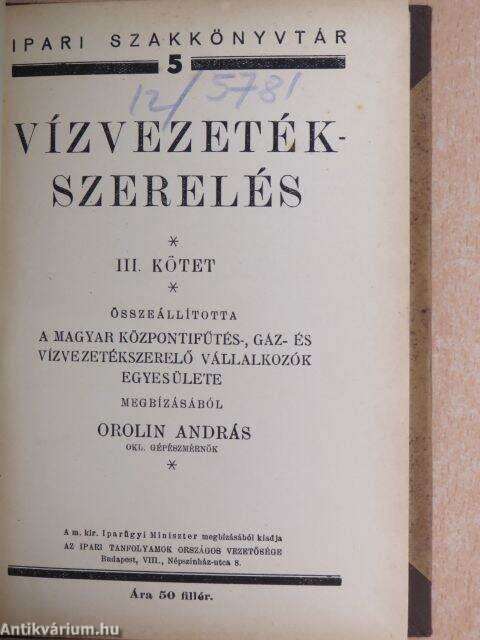 IPARI SZAKKÖNYVTÁR
5
12/5781
VÍZVEZETÉK-
SZERELÉS
*
III. KÖTET
*
ÖSSZEÁLLÍTOTTA
A MAGYAR KÖZPONTIFŰTÉS-, GÁZ- ÉS
VÍZVEZETÉKSZERELŐ VÁLLALKOZÓK
EGYESÜLETE
MEGBÍZÁSÁBÓL
OROLIN ANDRÁS
OKL. GÉPÉSZMÉRNÖK
*
A m. kir. Iparügyi Miniszter megbízásából kiadja
AZ IPARI TANFOLYAMOK ORSZÁGOS VEZETŐSÉGE
Budapest, VIII., Népszínház-utca 8.
Ára 50 fillér.
Antikvárium.hu